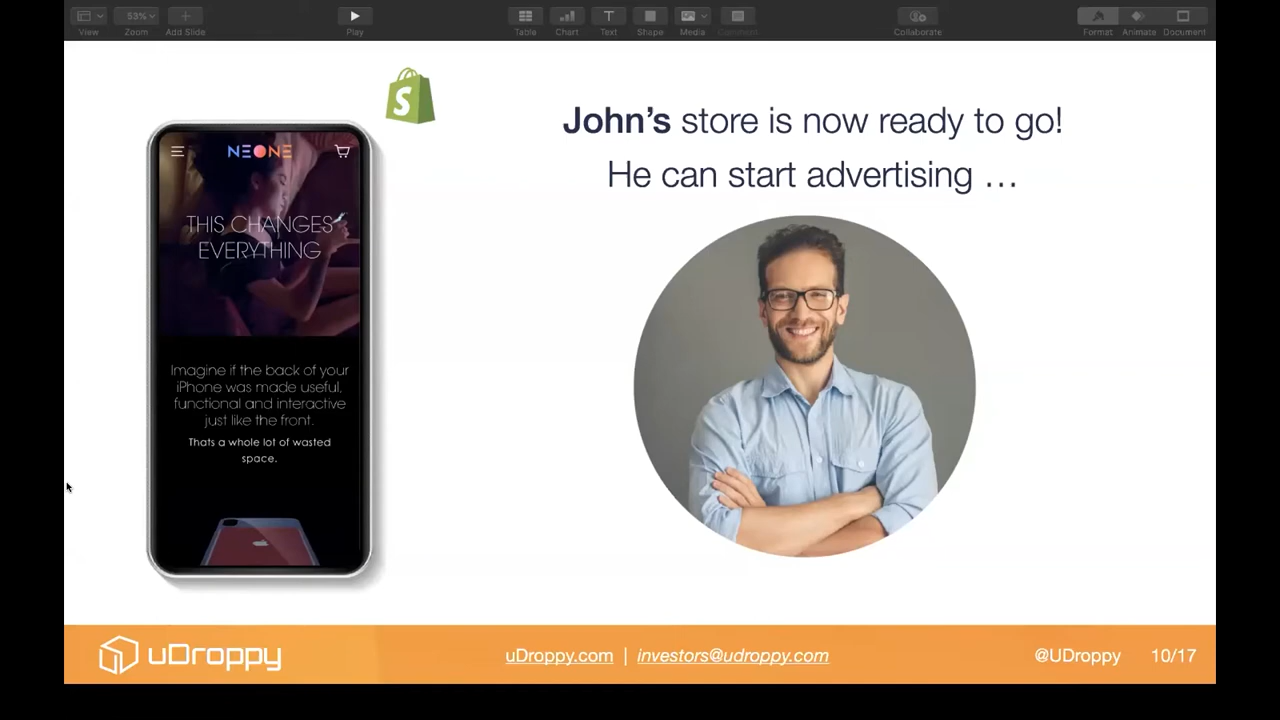 53%
View
Zoom
Add Slide
Play
Table
Chart
Text
Shape
Media
Comment
Collaborate
Format
Animate
Document
S
John's store is now ready to go!
He can start advertising …
NEONE
THIS CHANGES
EVERYTHING
Imagine if the back of your
iPhone was made useful,
functional and interactive
just like the front.
Thats a whole lot of wasted
space.
uDroppy
uDroppy.com | investors@udroppy.com
@UDroppy
10/17